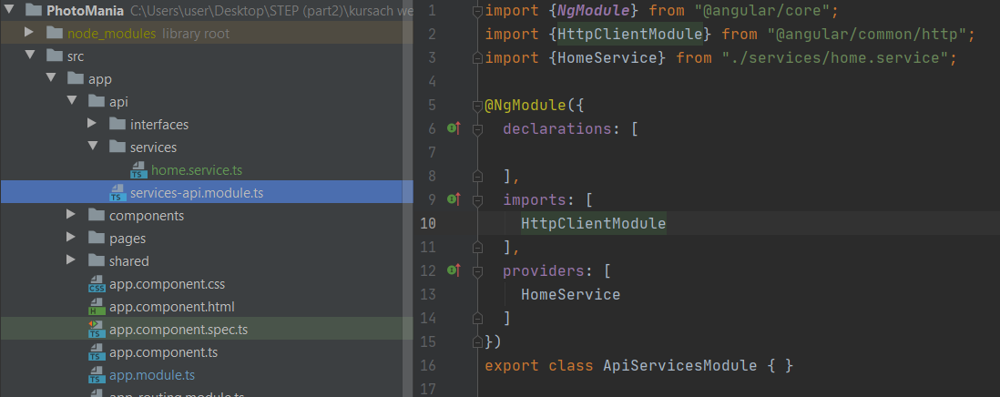 PhotoMania C:\Users\user\Desktop\STEP (part2)\kursach we
node_modules library root
src
app
api
interfaces
services
home.service.ts
services-api.module.ts
components
pages
shared
app.component.css
app.component.html
app.component.spec.ts
app.component.ts
app.module.ts
app-routing.module.ts
1 import {NgModule} from "@angular/core";
2 import {HttpClientModule} from "@angular/common/http";
3 import {HomeService} from "./services/home.service";
4
5 @NgModule({
6 declarations: [
7
8 ],
9 imports: [
10 HttpClientModule
11 ],
12 providers: [
13 HomeService
14 ]
15 })
16 export class ApiServicesModule { }
17